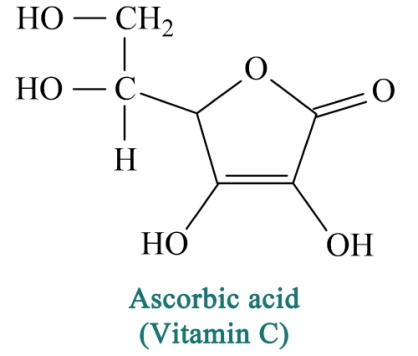 HO — CH₂
O
HO — C
O
H
HO
OH
Ascorbic acid
(Vitamin C)